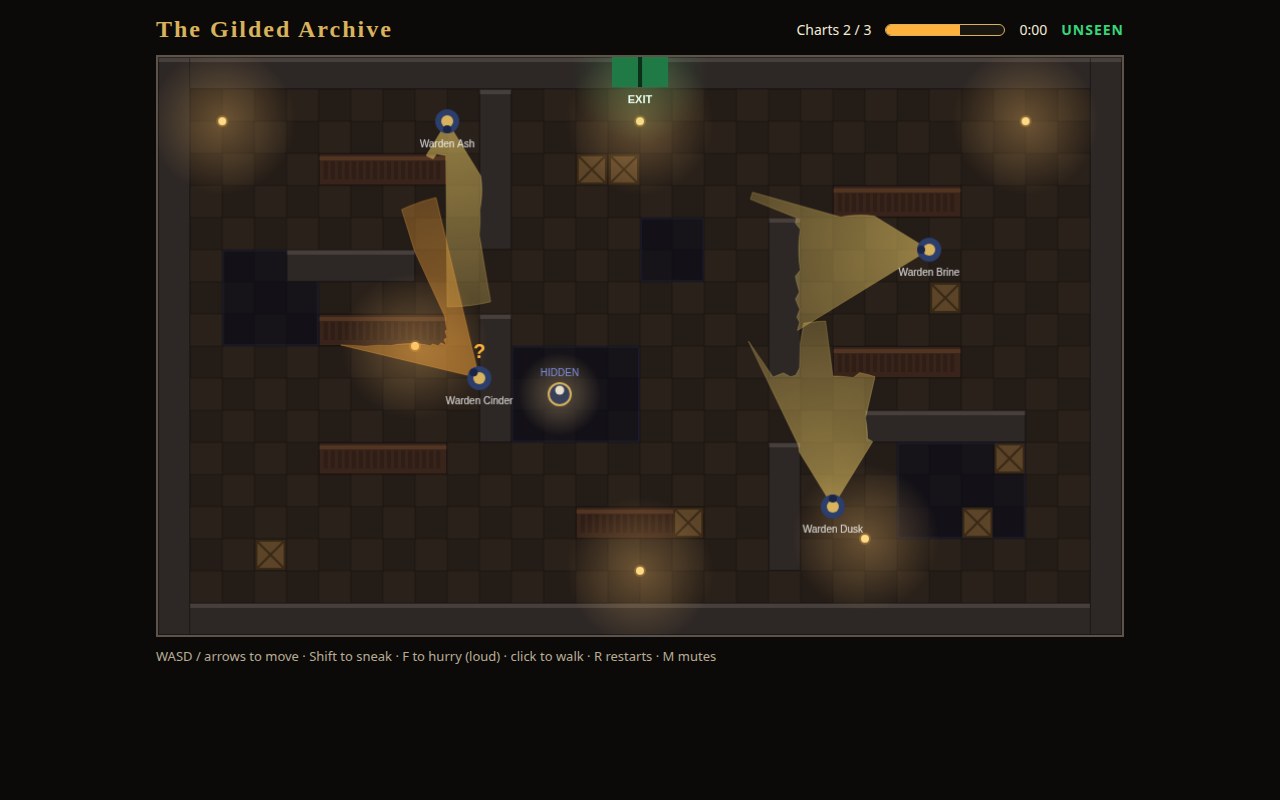 The Gilded Archive
Charts 2 / 3
0:00
UNSEEN
EXIT
Warden Ash
Warden Brine
?
HIDDEN
Warden Cinder
Warden Dusk
WASD / arrows to move · Shift to sneak · F to hurry (loud) · click to walk · R restarts · M mutes